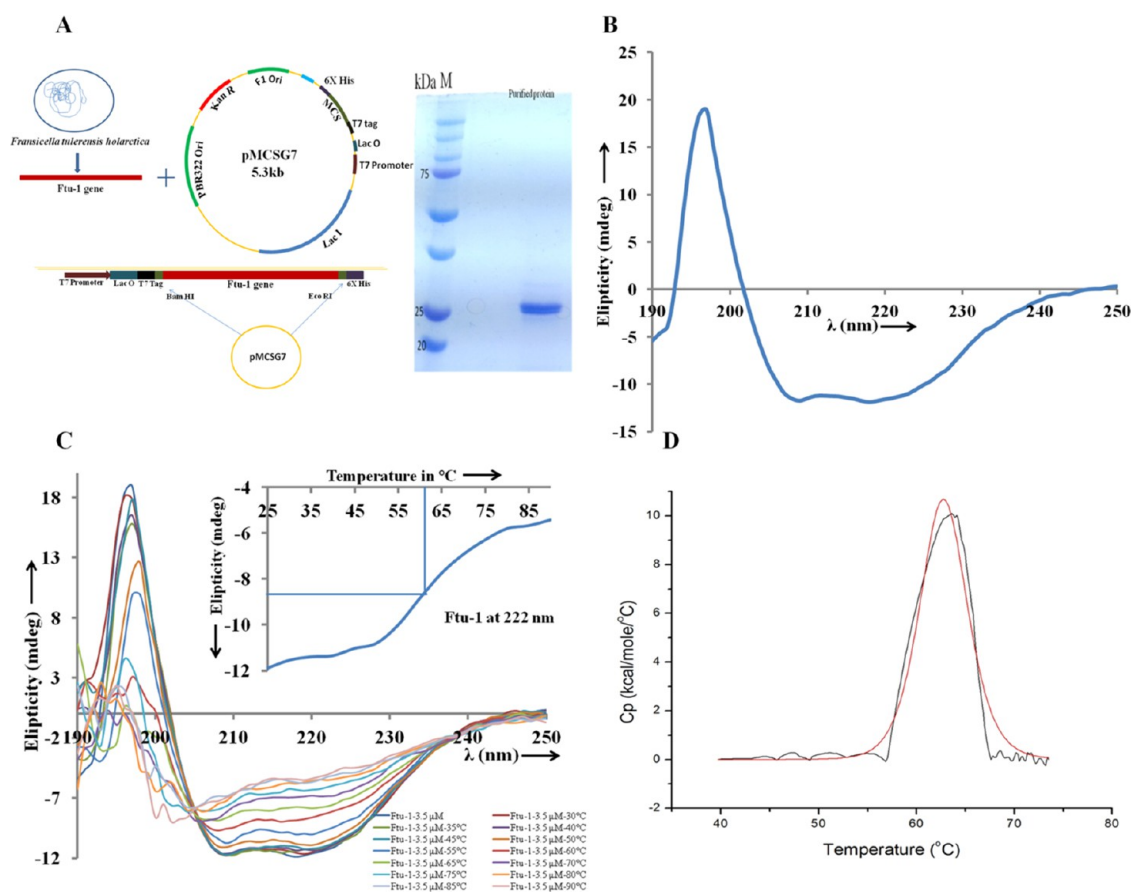 A
Fransicella tulerensis holarctica
Ftu-1 gene
F1 Ori
Kan R
PBR322 Ori
6X His
MCS
T7 tag
Lac O
T7 Promoter
pMCSG7
5.3kb
Lac I
T7 Promoter
Lac O
T7 Tag
Ftu-1 gene
6X His
Bam HI
Eco RI
pMCSG7
kDa M
Purified protein
75
25
20
B
Elipticity (mdeg)
25
20
15
10
5
0
-5
-10
-15
190
200
210
220
230
240
250
λ (nm)
C
Elipticity (mdeg)
18
13
8
3
-2
-7
-12
190
200
210
220
230
240
250
λ (nm)
Temperature in °C
25
35
45
55
65
75
85
Elipticity (mdeg)
-4
-6
-8
-10
-12
Ftu-1 at 222 nm
Ftu-1-3.5 µM
Ftu-1-3.5 µM-30°C
Ftu-1-3.5 µM-35°C
Ftu-1-3.5 µM-40°C
Ftu-1-3.5 µM-45°C
Ftu-1-3.5 µM-50°C
Ftu-1-3.5 µM-55°C
Ftu-1-3.5 µM-60°C
Ftu-1-3.5 µM-65°C
Ftu-1-3.5 µM-70°C
Ftu-1-3.5 µM-75°C
Ftu-1-3.5 µM-80°C
Ftu-1-3.5 µM-85°C
Ftu-1-3.5 µM-90°C
D
Cp (kcal/mole/°C)
10
8
6
4
2
0
-2
40
50
60
70
80
Temperature (°C)